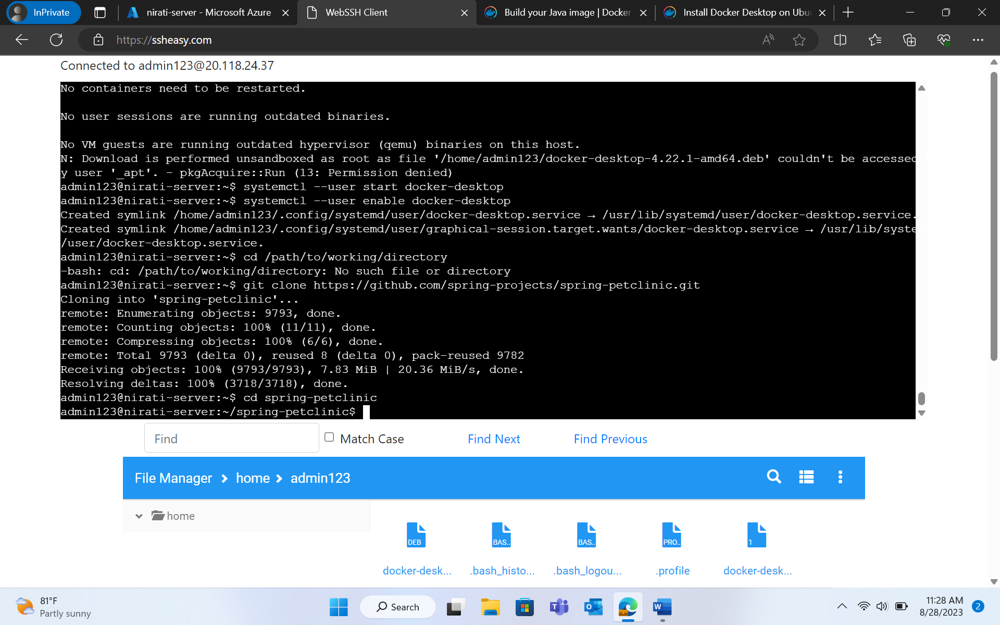 InPrivate
nirati-server - Microsoft Azure
WebSSH Client
Build your Java image | Docker
Install Docker Desktop on Ubu
https://ssheasy.com
Connected to admin123@20.118.24.37
No containers need to be restarted.
No user sessions are running outdated binaries.
No VM guests are running outdated hypervisor (qemu) binaries on this host.
N: Download is performed unsandboxed as root as file '/home/admin123/docker-desktop-4.22.1-amd64.deb' couldn't be accessed
y user '_apt'. - pkgAcquire::Run (13: Permission denied)
admin123@nirati-server:~$ systemctl --user start docker-desktop
admin123@nirati-server:~$ systemctl --user enable docker-desktop
Created symlink /home/admin123/.config/systemd/user/docker-desktop.service → /usr/lib/systemd/user/docker-desktop.service.
Created symlink /home/admin123/.config/systemd/user/graphical-session.target.wants/docker-desktop.service → /usr/lib/system
/user/docker-desktop.service.
admin123@nirati-server:~$ cd /path/to/working/directory
-bash: cd: /path/to/working/directory: No such file or directory
admin123@nirati-server:~$ git clone https://github.com/spring-projects/spring-petclinic.git
Cloning into 'spring-petclinic'...
remote: Enumerating objects: 9793, done.
remote: Counting objects: 100% (11/11), done.
remote: Compressing objects: 100% (6/6), done.
remote: Total 9793 (delta 0), reused 8 (delta 0), pack-reused 9782
Receiving objects: 100% (9793/9793), 7.83 MiB | 20.36 MiB/s, done.
Resolving deltas: 100% (3718/3718), done.
admin123@nirati-server:~$ cd spring-petclinic
admin123@nirati-server:~/spring-petclinic$
Find
Match Case
Find Next
Find Previous
File Manager > home > admin123
home
DEB
BAS..
BAS..
PRO..
1
docker-desk...
.bash_histo...
.bash_logou...
.profile
docker-desk...
81°F
Partly sunny
Search
11:28 AM
8/28/2023
2